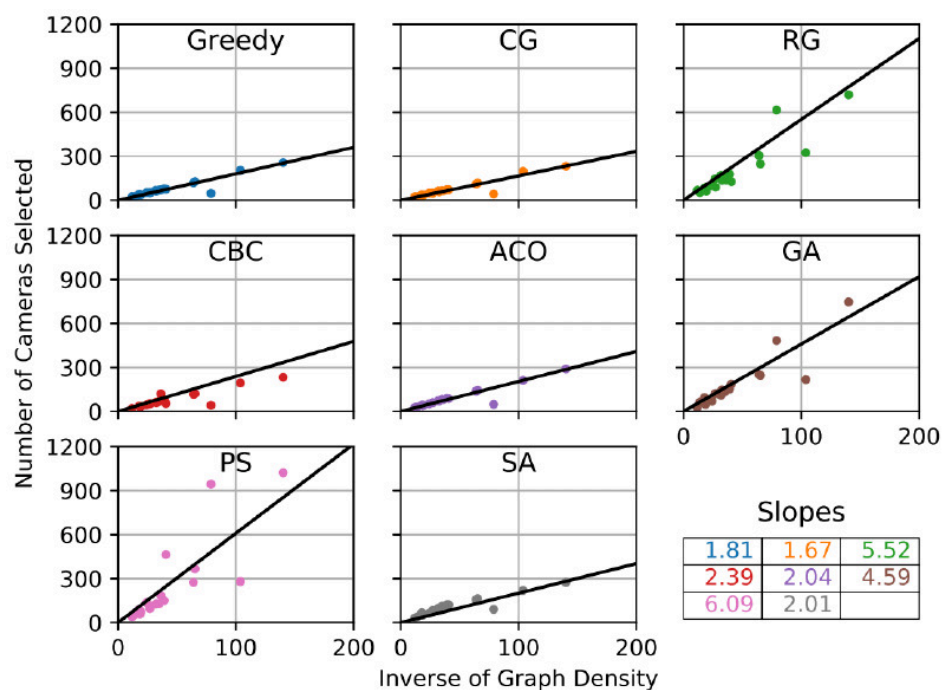 1200
900
600
300
0
Greedy
CG
RG
1200
900
600
300
0
CBC
ACO
GA
0 100 200
1200
900
600
300
0
PS
SA
0 100 200
0 100 200
Number of Cameras Selected
Inverse of Graph Density
Slopes
1.81 1.67 5.52
2.39 2.04 4.59
6.09 2.01